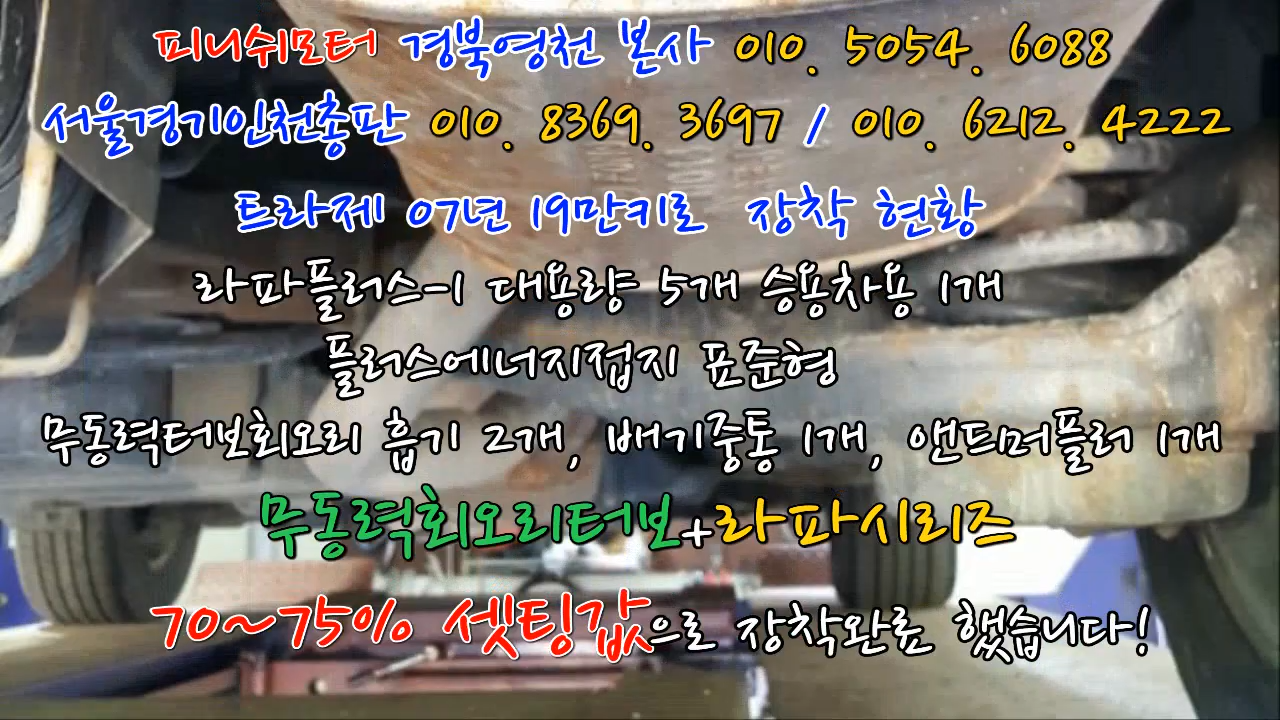 피니쉬모터 경북영천 본사 010. 5054. 6088
서울경기인천총판 010. 8369. 3697 / 010. 6212. 4222
트라제 07년 19만키로 장착 현황
라파플러스-1 대용량 5개 승용차용 1개
플러스에너지접지 표준형
무동력터보회오리 흡기 2개, 배기중통 1개, 앤드머플러 1개
무동력회오리터보+라파시리즈
70~75% 셋팅값으로 장착완료 했습니다!